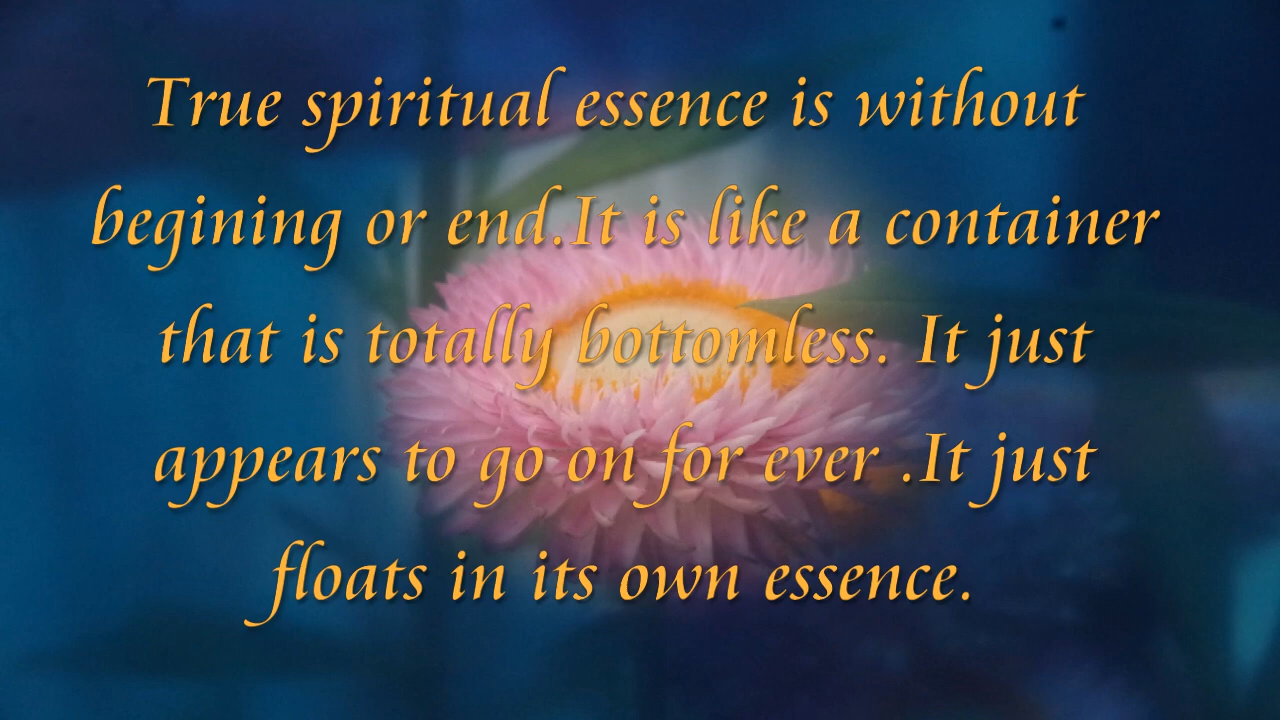 True spiritual essence is without
begining or end.It is like a container
that is totally bottomless. It just
appears to go on for ever .It just
floats in its own essence.